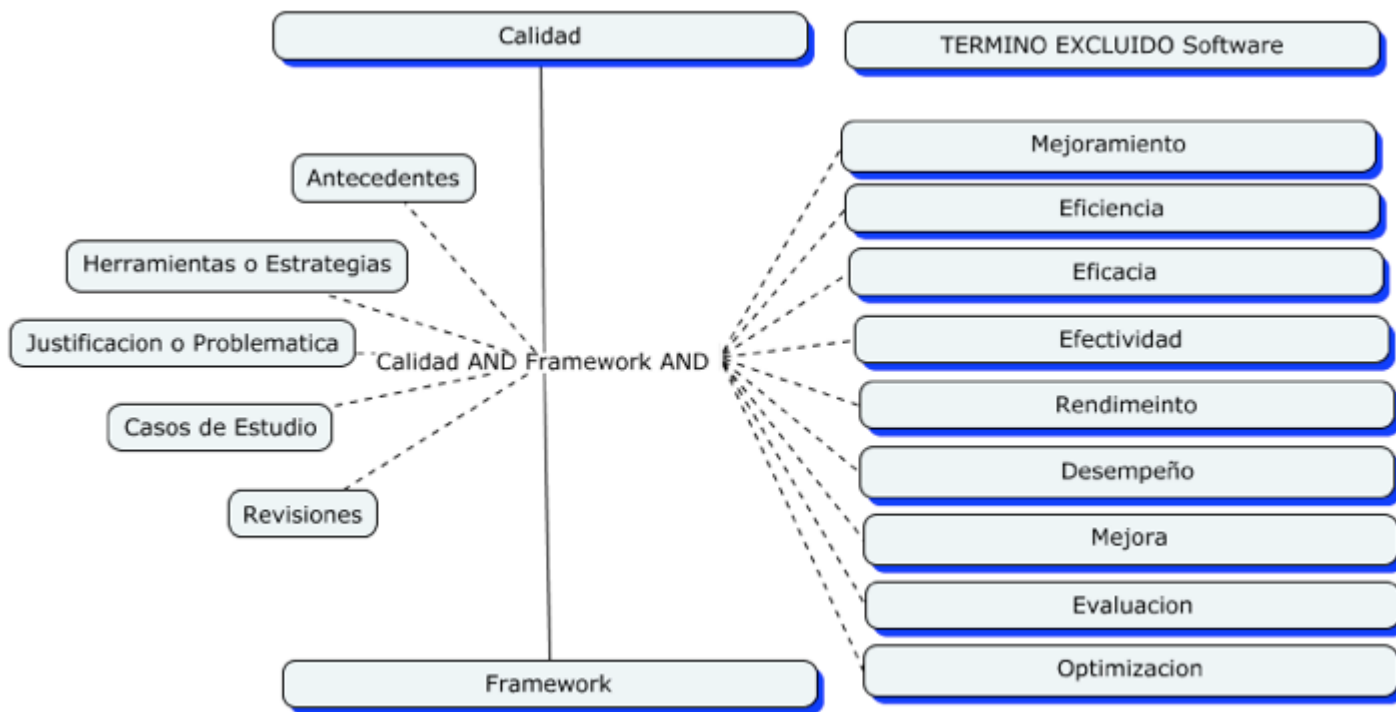 Calidad
TERMINO EXCLUIDO Software
Mejoramiento
Antecedentes
Eficiencia
Herramientas o Estrategias
Eficacia
Justificacion o Problematica
Efectividad
Calidad AND Framework AND
Rendimeinto
Casos de Estudio
Desempeño
Revisiones
Mejora
Evaluacion
Optimizacion
Framework